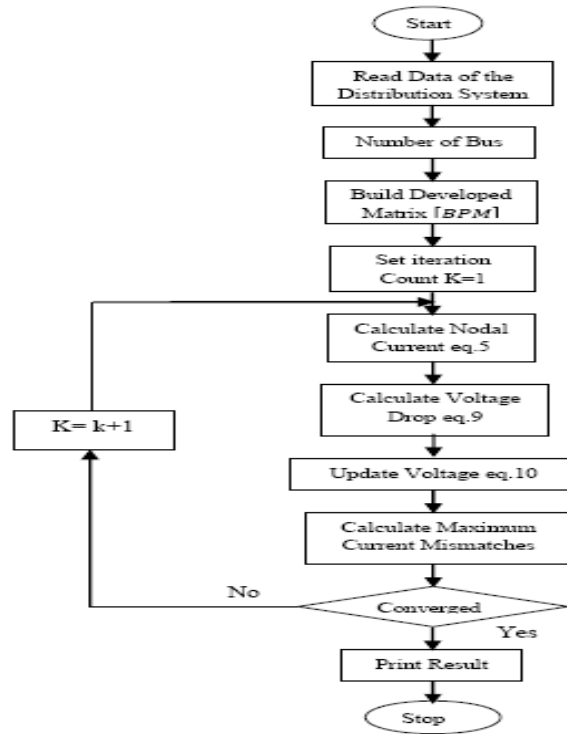 Start
Read Data of the
Distribution System
Number of Bus
Build Developed
Matrix [BPM]
Set iteration
Count K=1
Calculate Nodal
Current eq.5
Calculate Voltage
Drop eq.9
K= k+1
Update Voltage eq.10
Calculate Maximum
Current Mismatches
No
Converged
Yes
Print Result
Stop